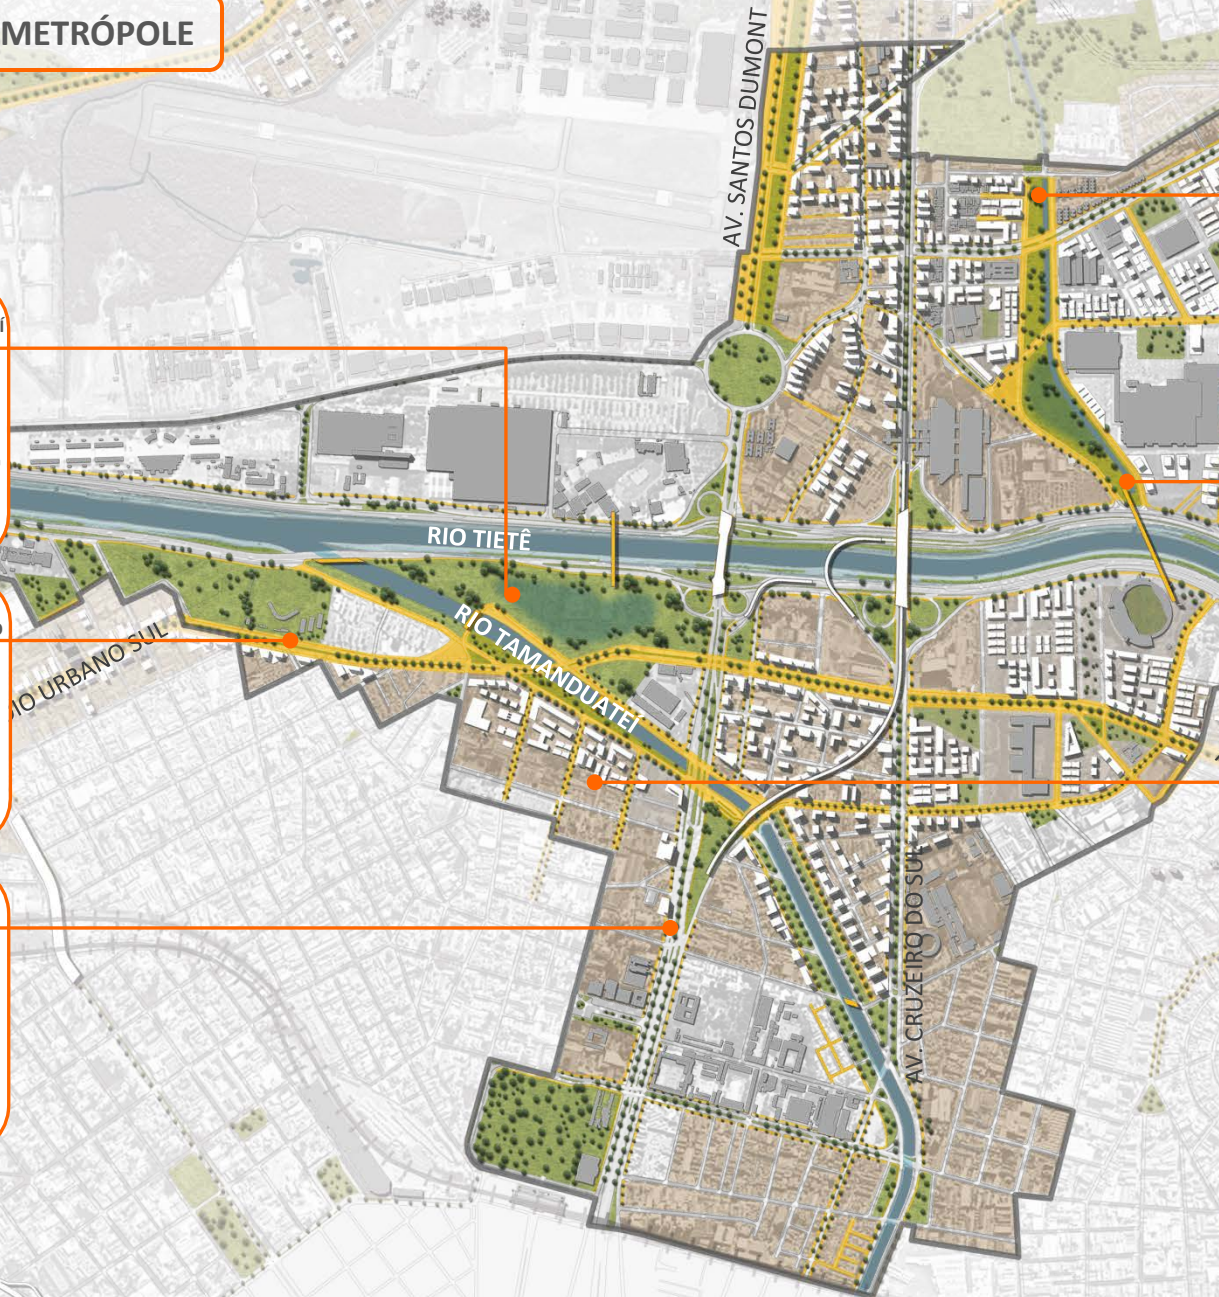 METRÓPOLE
AV. SANTOS DUMONT
RIO TIETÊ
RIO TAMANDUATEÍ
URBANO SUL
AV. CRUZEIRO DO SUL